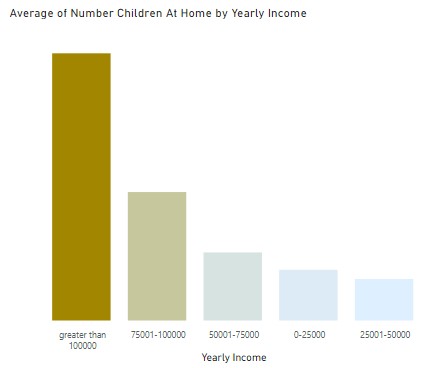 Average of Number Children At Home by Yearly Income
greater than
100000
75001-100000
50001-75000
0-25000
25001-50000
Yearly Income